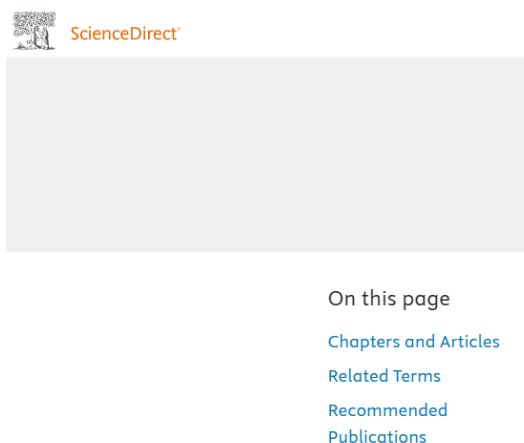 ScienceDirect
On this page
Chapters and Articles
Related Terms
Recommended
Publications